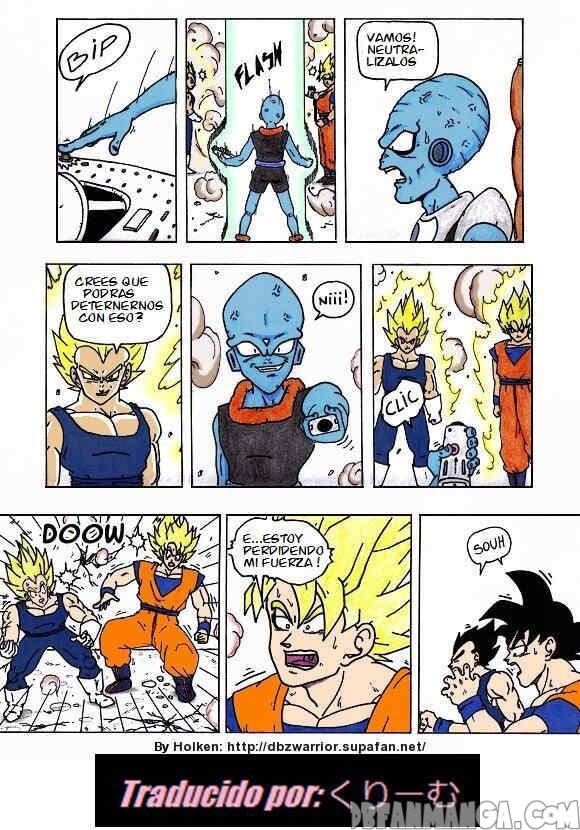 BIP
FLASH
VAMOS!
NEUTRA-
LIZALOS
CREES QUE
PODRAS
DETERNERNOS
CON ESO?
Niii!
CLIC
DOOW
E...ESTOY
PERDIDENDO
MI FUERZA!
SOUH
By Holken: http://dbzwarrior.supafan.net/
Traducido por: くりーむ
DBFANMANGA.COM